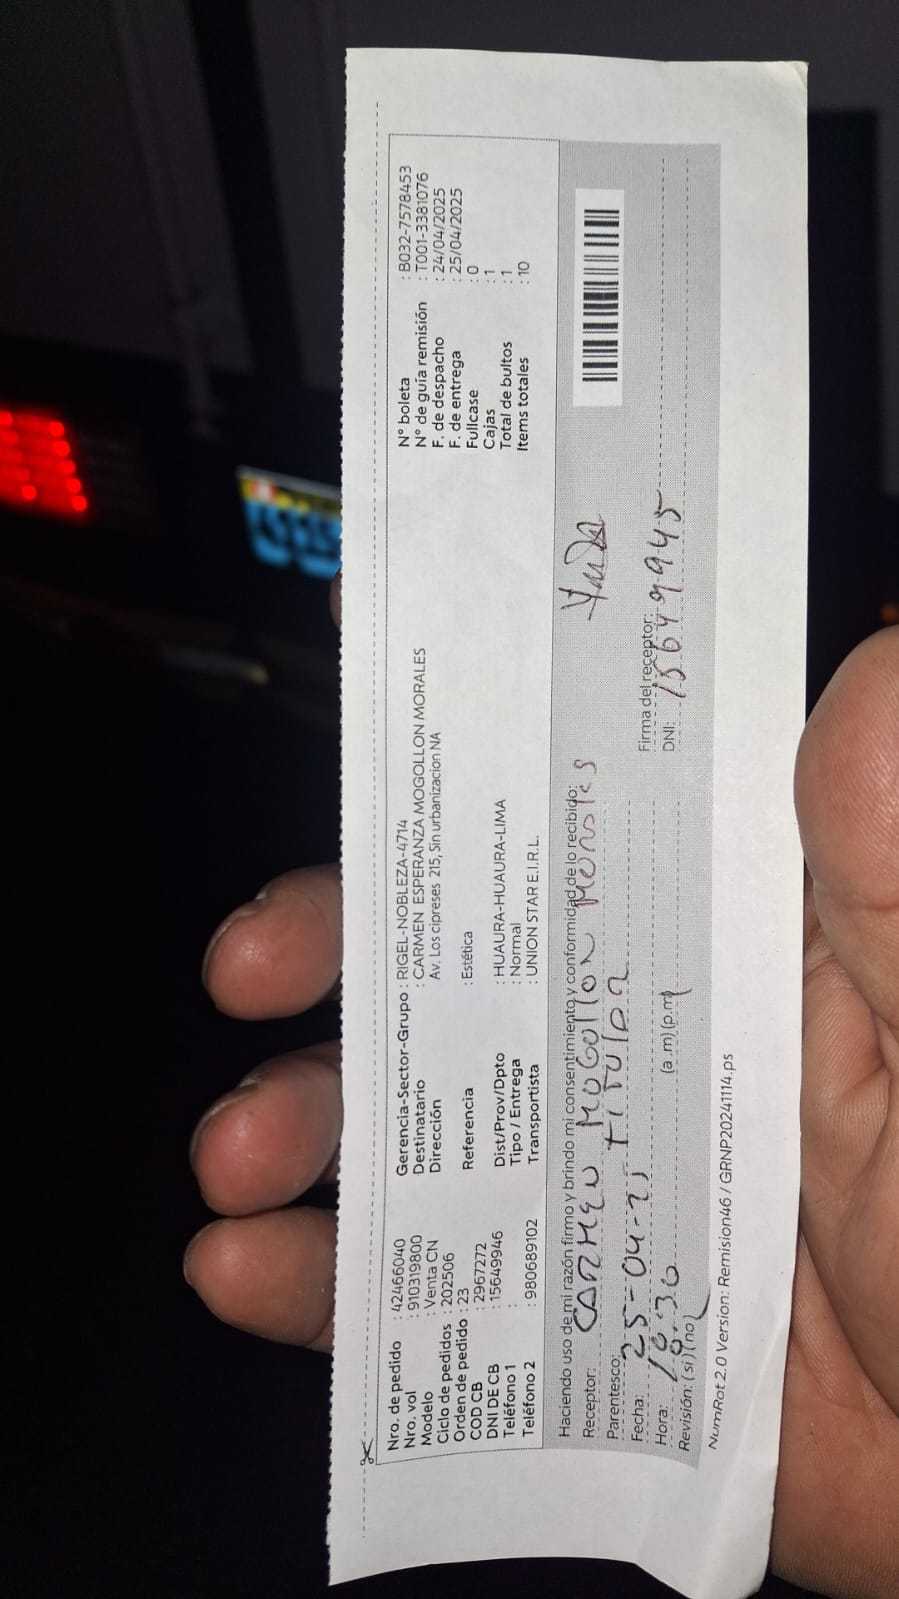 Nro. de pedido : 42466040
Nro. vol : 910319800
Modelo : Venta CN
Ciclo de pedidos : 202506
Orden de pedido : 23
COD CB : 2967272
DNI DE CB : 15649946
Teléfono 1 :
Teléfono 2 : 980689102
Gerencia-Sector-Grupo : RIGEL-NOBLEZA-4714
Destinatario : CARMEN ESPERANZA MOGOLLON MORALES
Dirección Av. Los cipreses 215, Sin urbanizacion NA
Referencia : Estética
Dist/Prov/Dpto : HUAURA-HUAURA-LIMA
Tipo / Entrega : Normal
Transportista : UNION STAR E.I.R.L.
N° boleta : B032-7578453
N° de guía remisión : T001-3381076
F. de despacho : 24/04/2025
F. de entrega : 25/04/2025
Fullcase : 0
Cajas : 1
Total de bultos : 1
Items totales : 10
Haciendo uso de mi razón firmo y brindo mi consentimiento y conformidad de lo recibido:
Receptor: CARMEN MOGOLLON MORALES
Parentesco: TITULAR
Fecha: 25-04-25
Hora: (a.m) (p.m)
Revisión: (si) (no)
Firma del receptor:
DNI: 15649945
NumRot 2.0 Version: Remision46 / GRNP20241114.ps